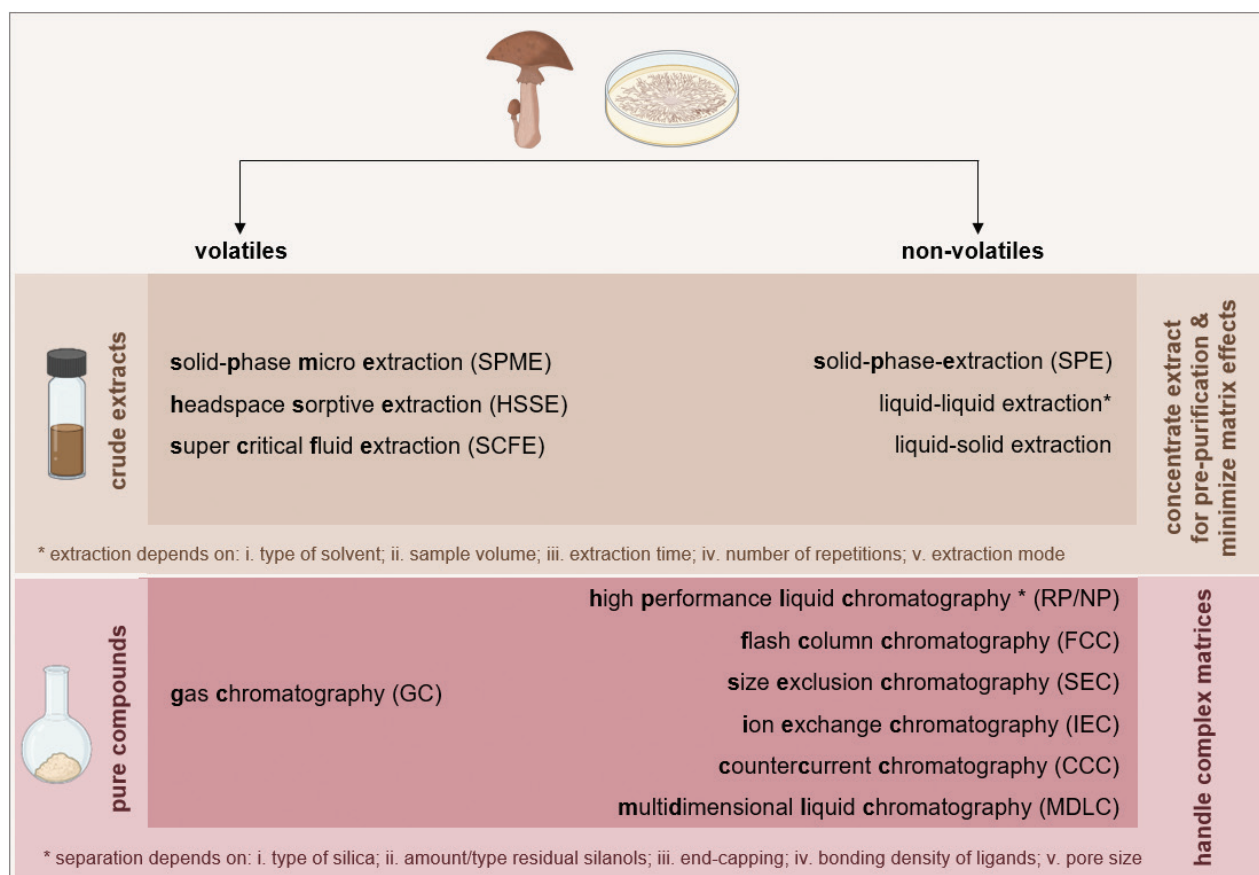 volatiles
non-volatiles
crude extracts
solid-phase micro extraction (SPME)
headspace sorptive extraction (HSSE)
super critical fluid extraction (SCFE)
solid-phase-extraction (SPE)
liquid-liquid extraction*
liquid-solid extraction
concentrate extract
for pre-purification &
minimize matrix effects
* extraction depends on: i. type of solvent; ii. sample volume; iii. extraction time; iv. number of repetitions; v. extraction mode
pure compounds
gas chromatography (GC)
high performance liquid chromatography * (RP/NP)
flash column chromatography (FCC)
size exclusion chromatography (SEC)
ion exchange chromatography (IEC)
countercurrent chromatography (CCC)
multidimensional liquid chromatography (MDLC)
handle complex matrices
* separation depends on: i. type of silica; ii. amount/type residual silanols; iii. end-capping; iv. bonding density of ligands; v. pore size